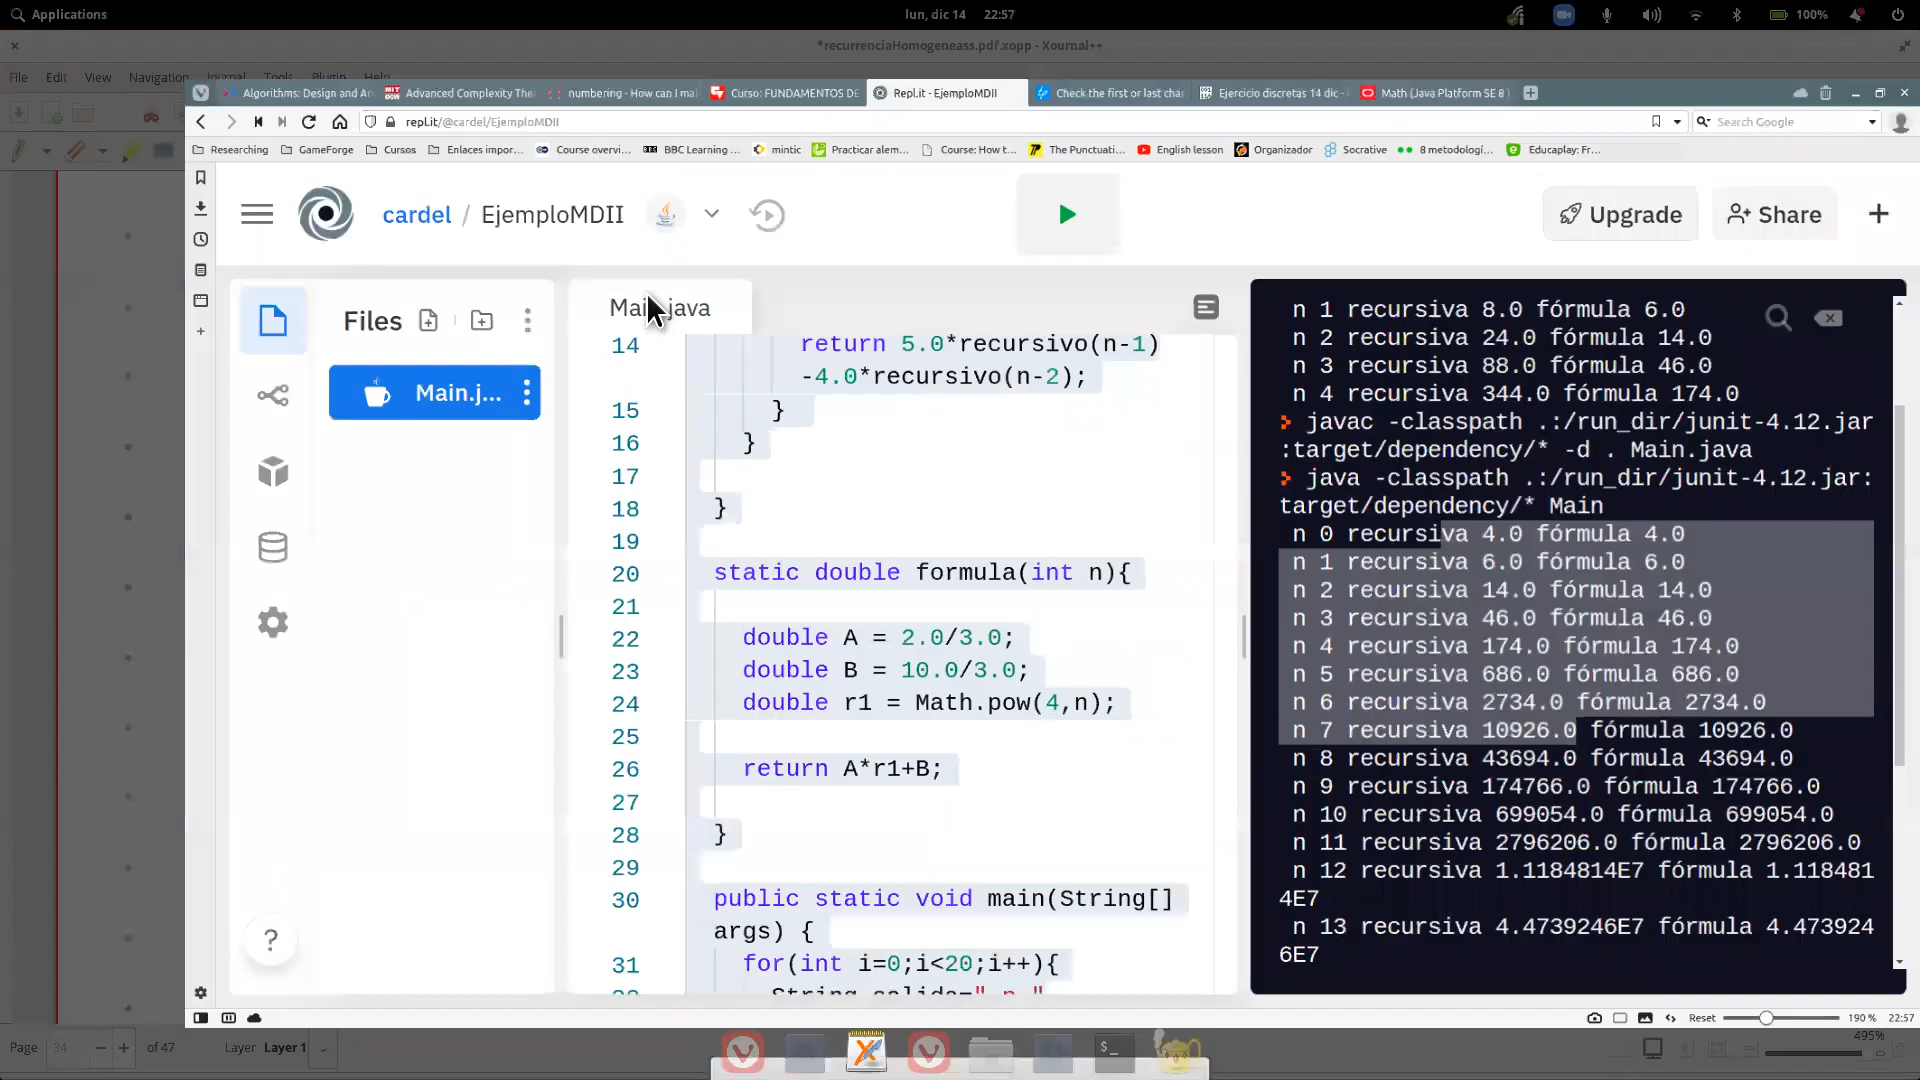 Applications
lun, dic 14 22:57
100%
*recurrenciaHomogeneass.pdf.xopp - Xournal++
File Edit View Navigation Journal Tools Plugin Help
Algorithms: Design and An
Advanced Complexity The
numbering - How can I ma
Curso: FUNDAMENTOS DE
Repl.it - EjemploMDII
Check the first or last cha
Ejercicio discretas 14 dic -
Math (Java Platform SE 8 )
repl.it/@cardel/EjemploMDII
Search Google
Researching
GameForge
Cursos
Enlaces impor...
Course overvi...
BBC Learning ...
mintic
Practicar alem...
Course: How t...
The Punctuati...
English lesson
Organizador
Socrative
8 metodologí...
Educaplay: Fr...
cardel / EjemploMDII
Upgrade
Share
Files
Main.j...
Main.java
14 return 5.0*recursivo(n-1)
-4.0*recursivo(n-2);
15 }
16 }
17
18 }
19
20 static double formula(int n){
21
22 double A = 2.0/3.0;
23 double B = 10.0/3.0;
24 double r1 = Math.pow(4,n);
25
26 return A*r1+B;
27
28 }
29
30 public static void main(String[]
args) {
31 for(int i=0;i<20;i++){
String salida=" n "
n 1 recursiva 8.0 fórmula 6.0
n 2 recursiva 24.0 fórmula 14.0
n 3 recursiva 88.0 fórmula 46.0
n 4 recursiva 344.0 fórmula 174.0
javac -classpath .:/run_dir/junit-4.12.jar
:target/dependency/* -d . Main.java
java -classpath .:/run_dir/junit-4.12.jar:
target/dependency/* Main
n 0 recursiva 4.0 fórmula 4.0
n 1 recursiva 6.0 fórmula 6.0
n 2 recursiva 14.0 fórmula 14.0
n 3 recursiva 46.0 fórmula 46.0
n 4 recursiva 174.0 fórmula 174.0
n 5 recursiva 686.0 fórmula 686.0
n 6 recursiva 2734.0 fórmula 2734.0
n 7 recursiva 10926.0 fórmula 10926.0
n 8 recursiva 43694.0 fórmula 43694.0
n 9 recursiva 174766.0 fórmula 174766.0
n 10 recursiva 699054.0 fórmula 699054.0
n 11 recursiva 2796206.0 fórmula 2796206.0
n 12 recursiva 1.1184814E7 fórmula 1.118481
4E7
n 13 recursiva 4.4739246E7 fórmula 4.473924
6E7
?
Reset
190 %
22:57
Page 34 of 47
Layer Layer 1
495%